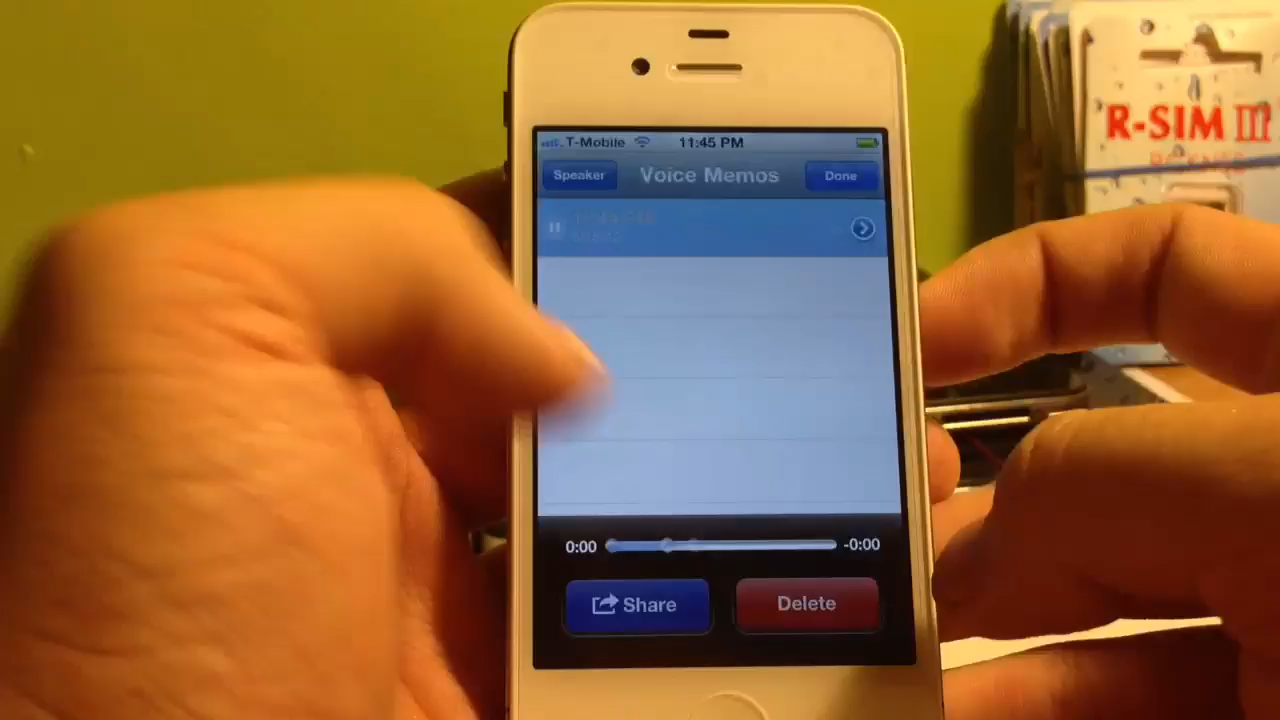 T-Mobile 11:45 PM
Speaker Voice Memos Done
0:00 -0:00
Share Delete
R-SIM III